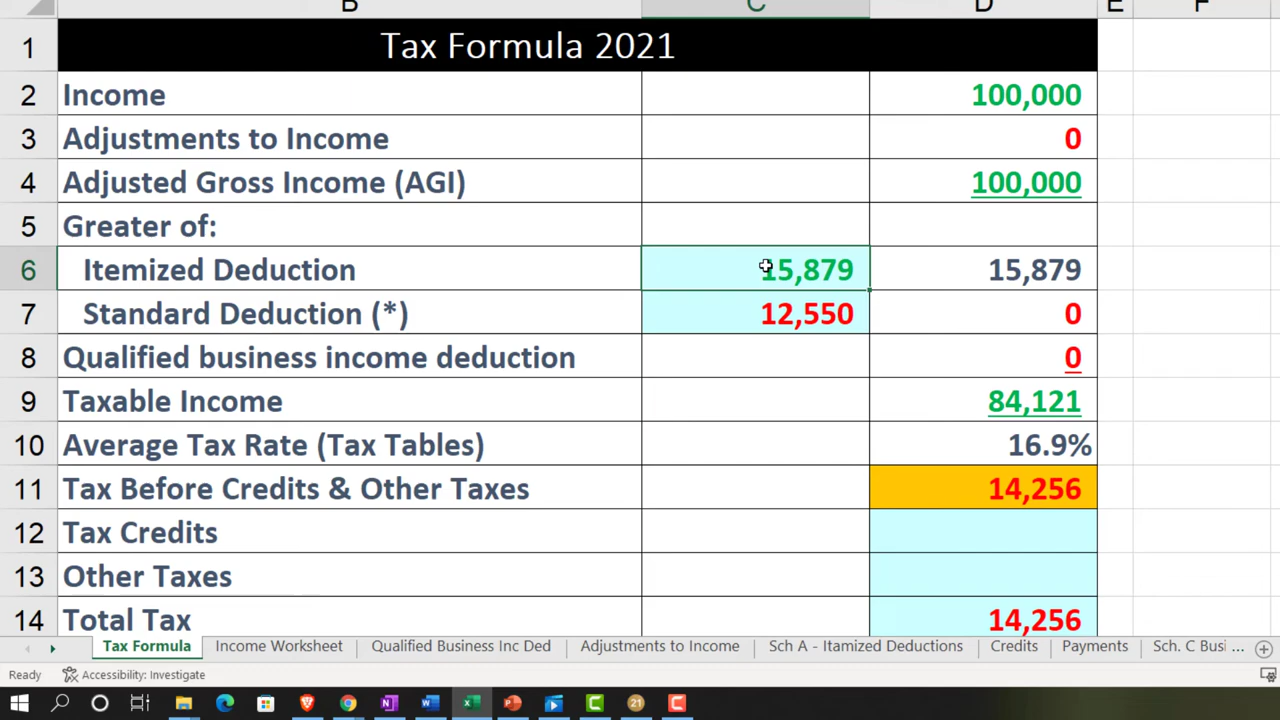 B C D E F
1 Tax Formula 2021
2 Income 100,000
3 Adjustments to Income 0
4 Adjusted Gross Income (AGI) 100,000
5 Greater of:
6 Itemized Deduction 15,879 15,879
7 Standard Deduction (*) 12,550 0
8 Qualified business income deduction 0
9 Taxable Income 84,121
10 Average Tax Rate (Tax Tables) 16.9%
11 Tax Before Credits & Other Taxes 14,256
12 Tax Credits
13 Other Taxes
14 Total Tax 14,256
Tax Formula Income Worksheet Qualified Business Inc Ded Adjustments to Income Sch A - Itamized Deductions Credits Payments Sch. C Busi ...
Ready Accessibility: Investigate
21